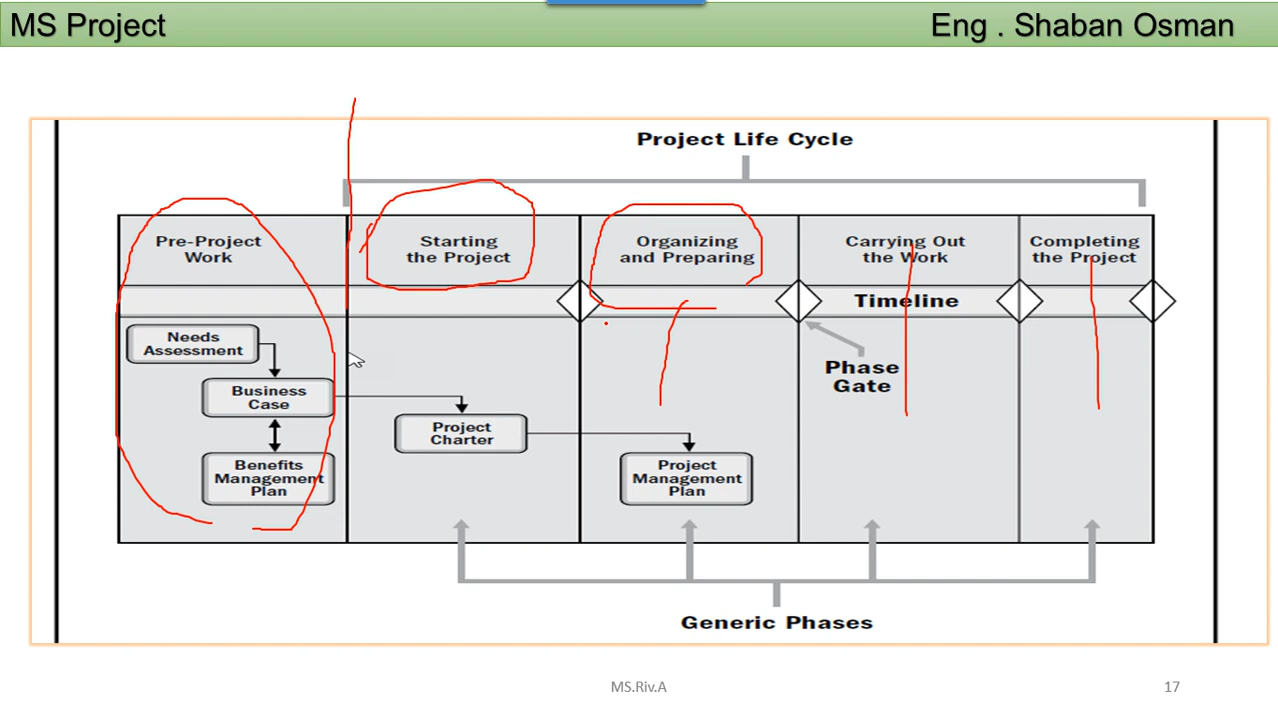 MS Project
Eng . Shaban Osman
Project Life Cycle
Pre-Project
Work
Starting
the Project
Organizing
and Preparing
Carrying Out
the Work
Completing
the Project
Timeline
Needs
Assessment
Business
Case
Benefits
Management
Plan
Project
Charter
Project
Management
Plan
Phase
Gate
Generic Phases
MS.Riv.A
17